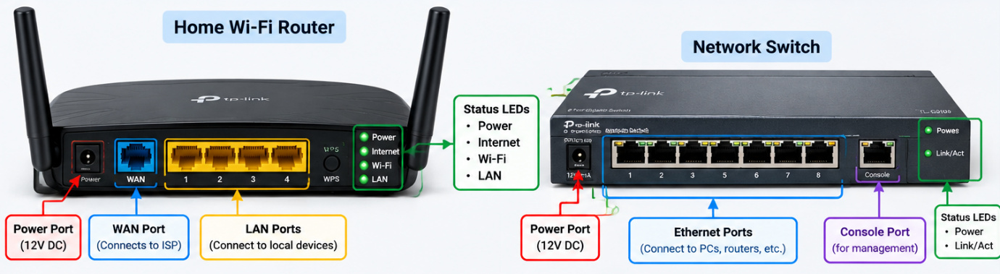 Home Wi-Fi Router
tp-link
Power
WAN
1 2 3 4
WPS
WPS
Power
Internet
Wi-Fi
LAN
Status LEDs
• Power
• Internet
• Wi-Fi
• LAN
Power Port
(12V DC)
WAN Port
(Connects to ISP)
LAN Ports
(Connect to local devices)
Network Switch
tp-link
tp-link
1 2 3 5 6 7 8
Console
Powes
Link/Act
Power Port
(12V DC)
Ethernet Ports
(Connect to PCs, routers, etc.)
Console Port
(for management)
Status LEDs
• Power
• Link/Act